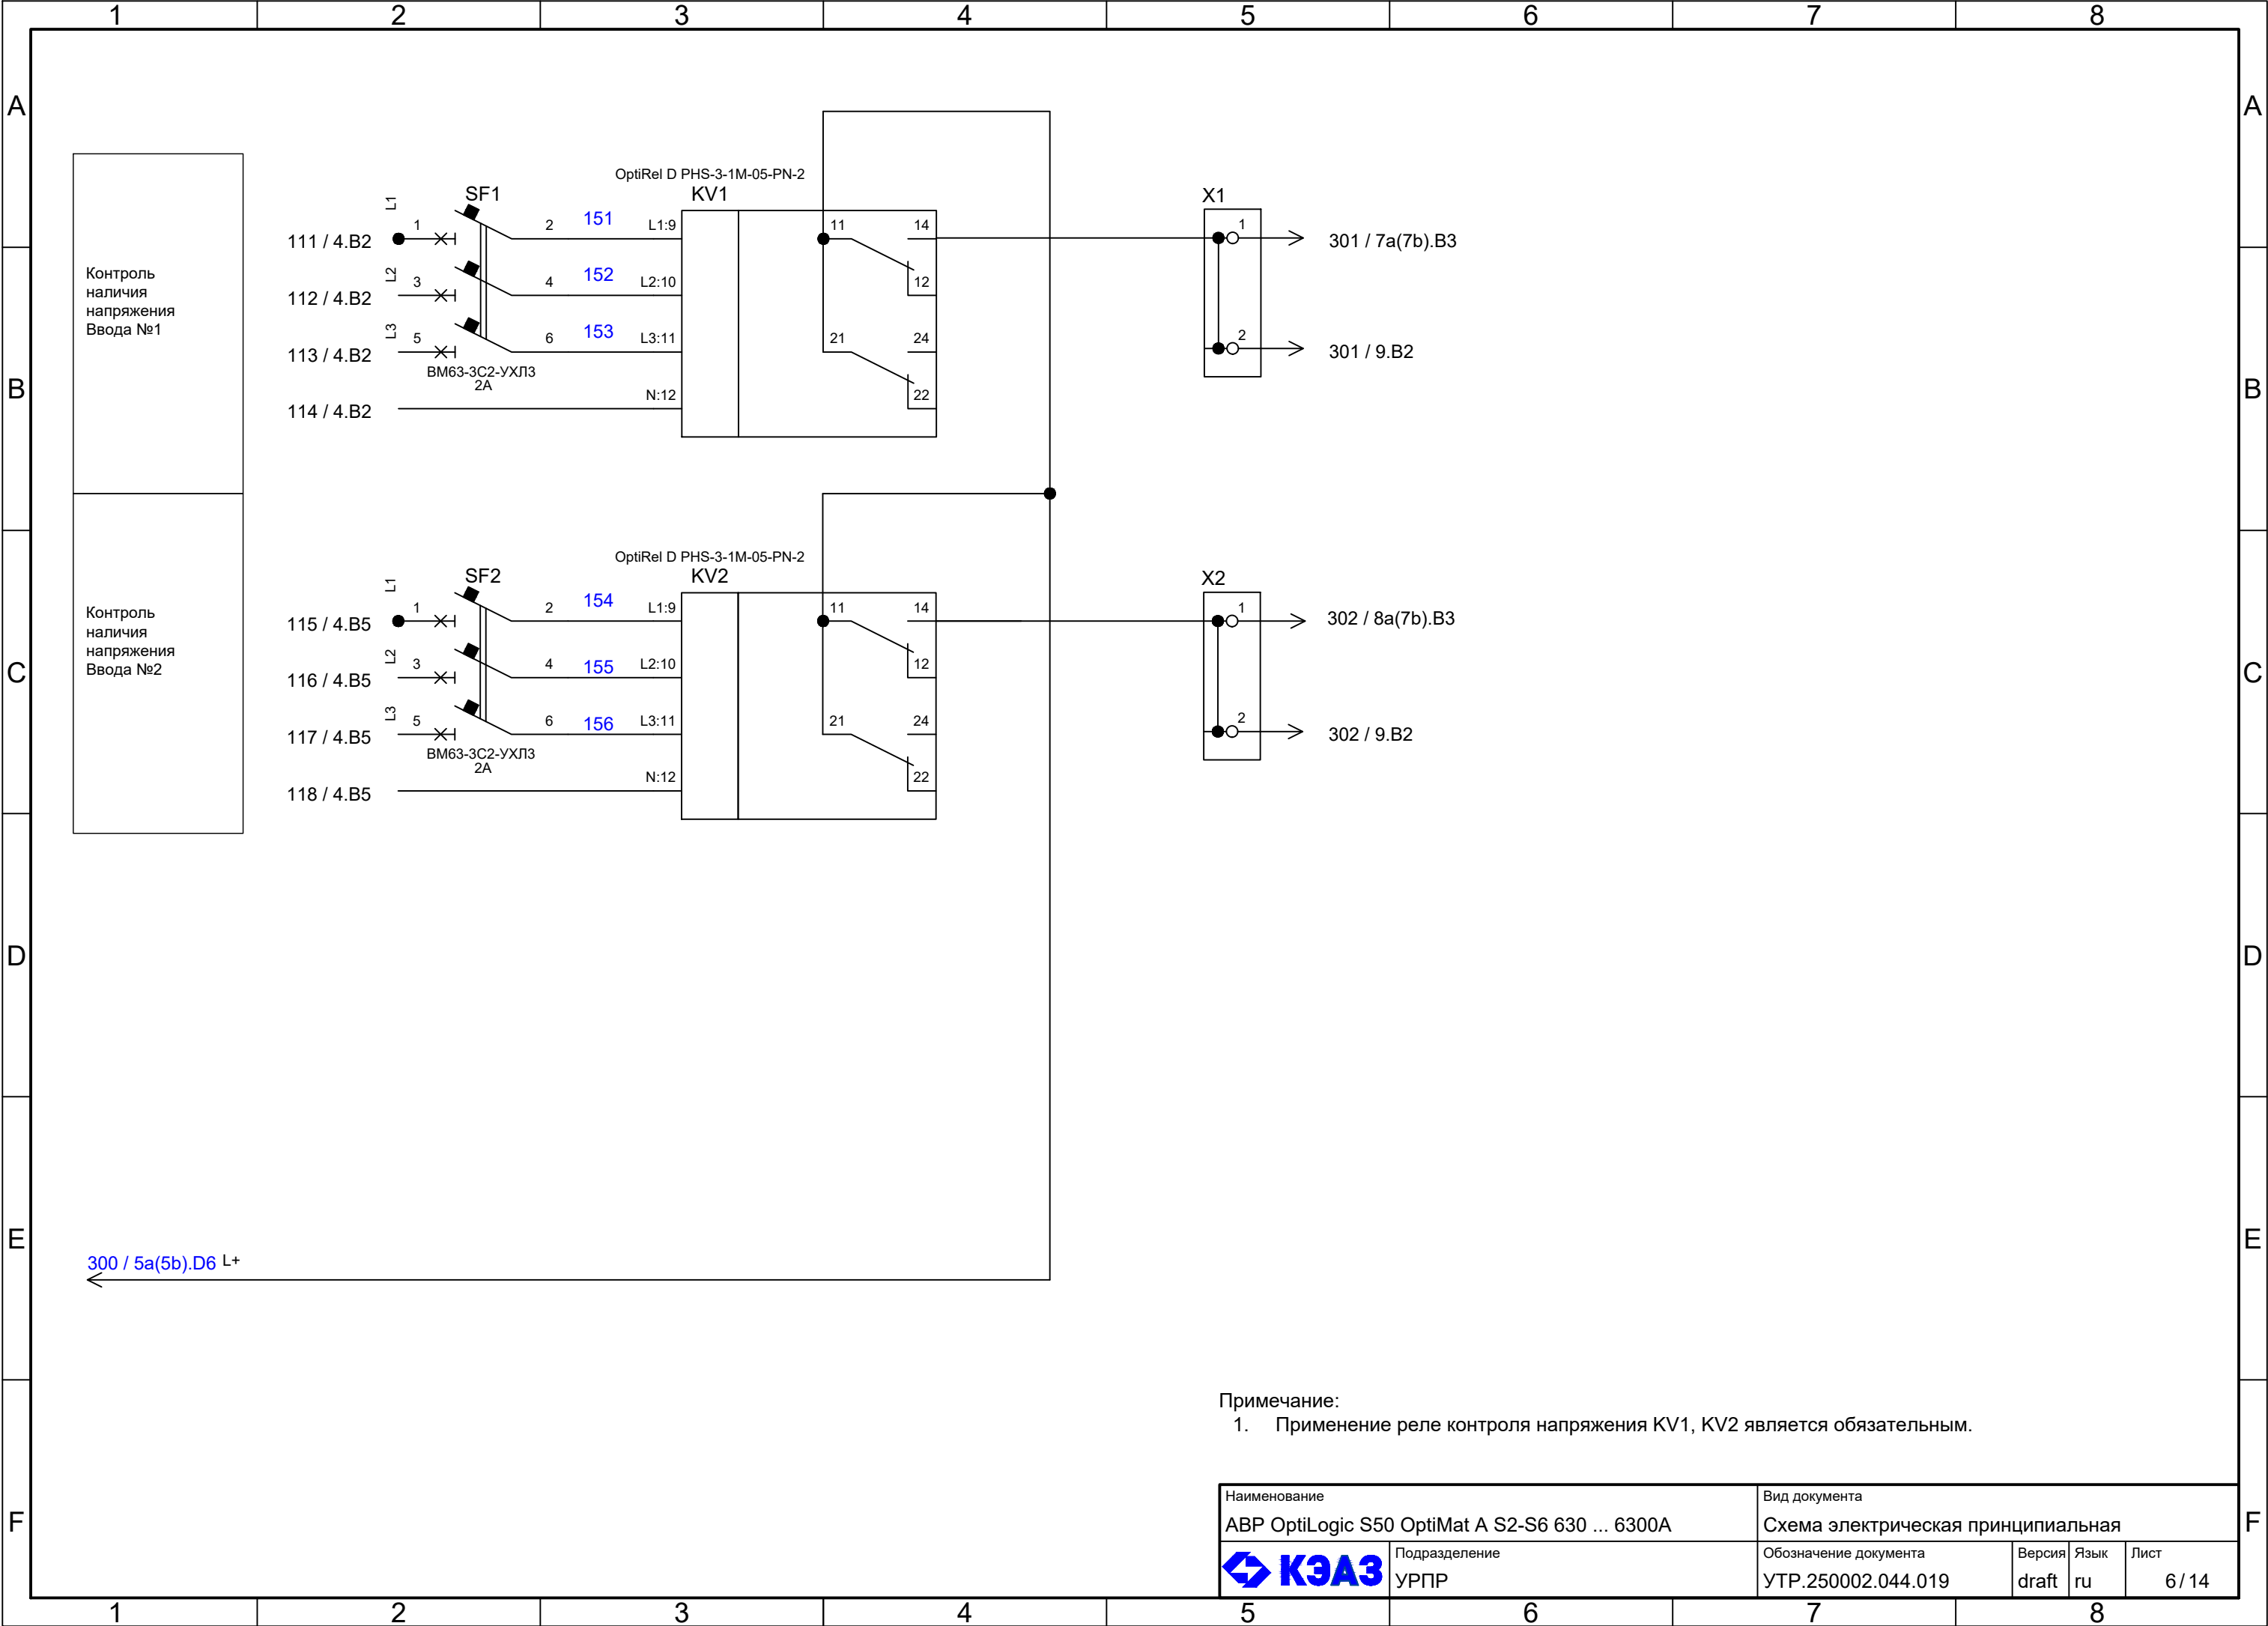 1 2 3 4 5 6 7 8
A A
B B
C C
D D
E E
F F
Контроль
наличия
напряжения
Ввода №1
Контроль
наличия
напряжения
Ввода №2
OptiRel D PHS-3-1M-05-PN-2
SF1 KV1 X1
L1
111 / 4.B2 1 2 151 L1:9 11 14 1 301 / 7a(7b).B3
L2
112 / 4.B2 3 4 152 L2:10 12
L3
113 / 4.B2 5 6 153 L3:11 21 24 2 301 / 9.B2
ВМ63-3С2-УХЛ3
2А
114 / 4.B2 N:12 22
OptiRel D PHS-3-1M-05-PN-2
SF2 KV2 X2
L1
115 / 4.B5 1 2 154 L1:9 11 14 1 302 / 8a(7b).B3
L2
116 / 4.B5 3 4 155 L2:10 12
L3
117 / 4.B5 5 6 156 L3:11 21 24 2 302 / 9.B2
ВМ63-3С2-УХЛ3
2А
118 / 4.B5 N:12 22
300 / 5a(5b).D6 L+
Примечание:
1. Применение реле контроля напряжения KV1, KV2 является обязательным.
Наименование
АВР OptiLogic S50 OptiMat A S2-S6 630 ... 6300А
Вид документа
Схема электрическая принципиальная
КЭАЗ
Подразделение
УРПР
Обозначение документа
УТР.250002.044.019
Версия
draft
Язык
ru
Лист
6 / 14
1 2 3 4 5 6 7 8